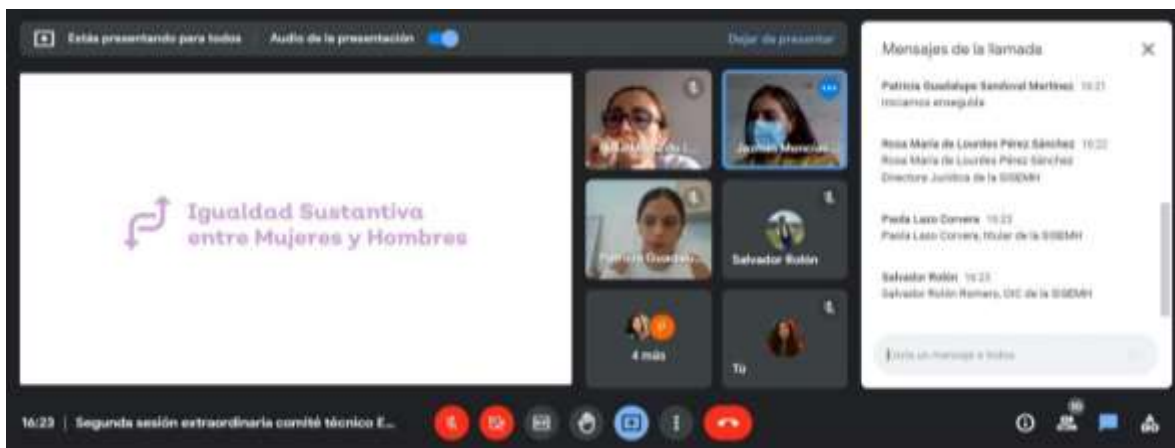 Estás presentando para todos
Audio de la presentación
Dejar de presentar
Igualdad Sustantiva
entre Mujeres y Hombres
Patricia Guadalu...
Salvador Rolón
4 más
Tú
Mensajes de la llamada
Patricia Guadalupe Sandoval Martínez 16:21
Iniciamos enseguida
Rosa María de Lourdes Pérez Sánchez 16:22
Rosa María de Lourdes Pérez Sánchez
Directora Jurídica de la SISEMH
Paola Lazo Corvera 16:23
Paola Lazo Corvera, titular de la SISEMH
Salvador Rolón 16:23
Salvador Rolón Romero, OIC de la SISEMH
Envía un mensaje a todos
16:23 | Segunda sesión extraordinaria comité técnico E...